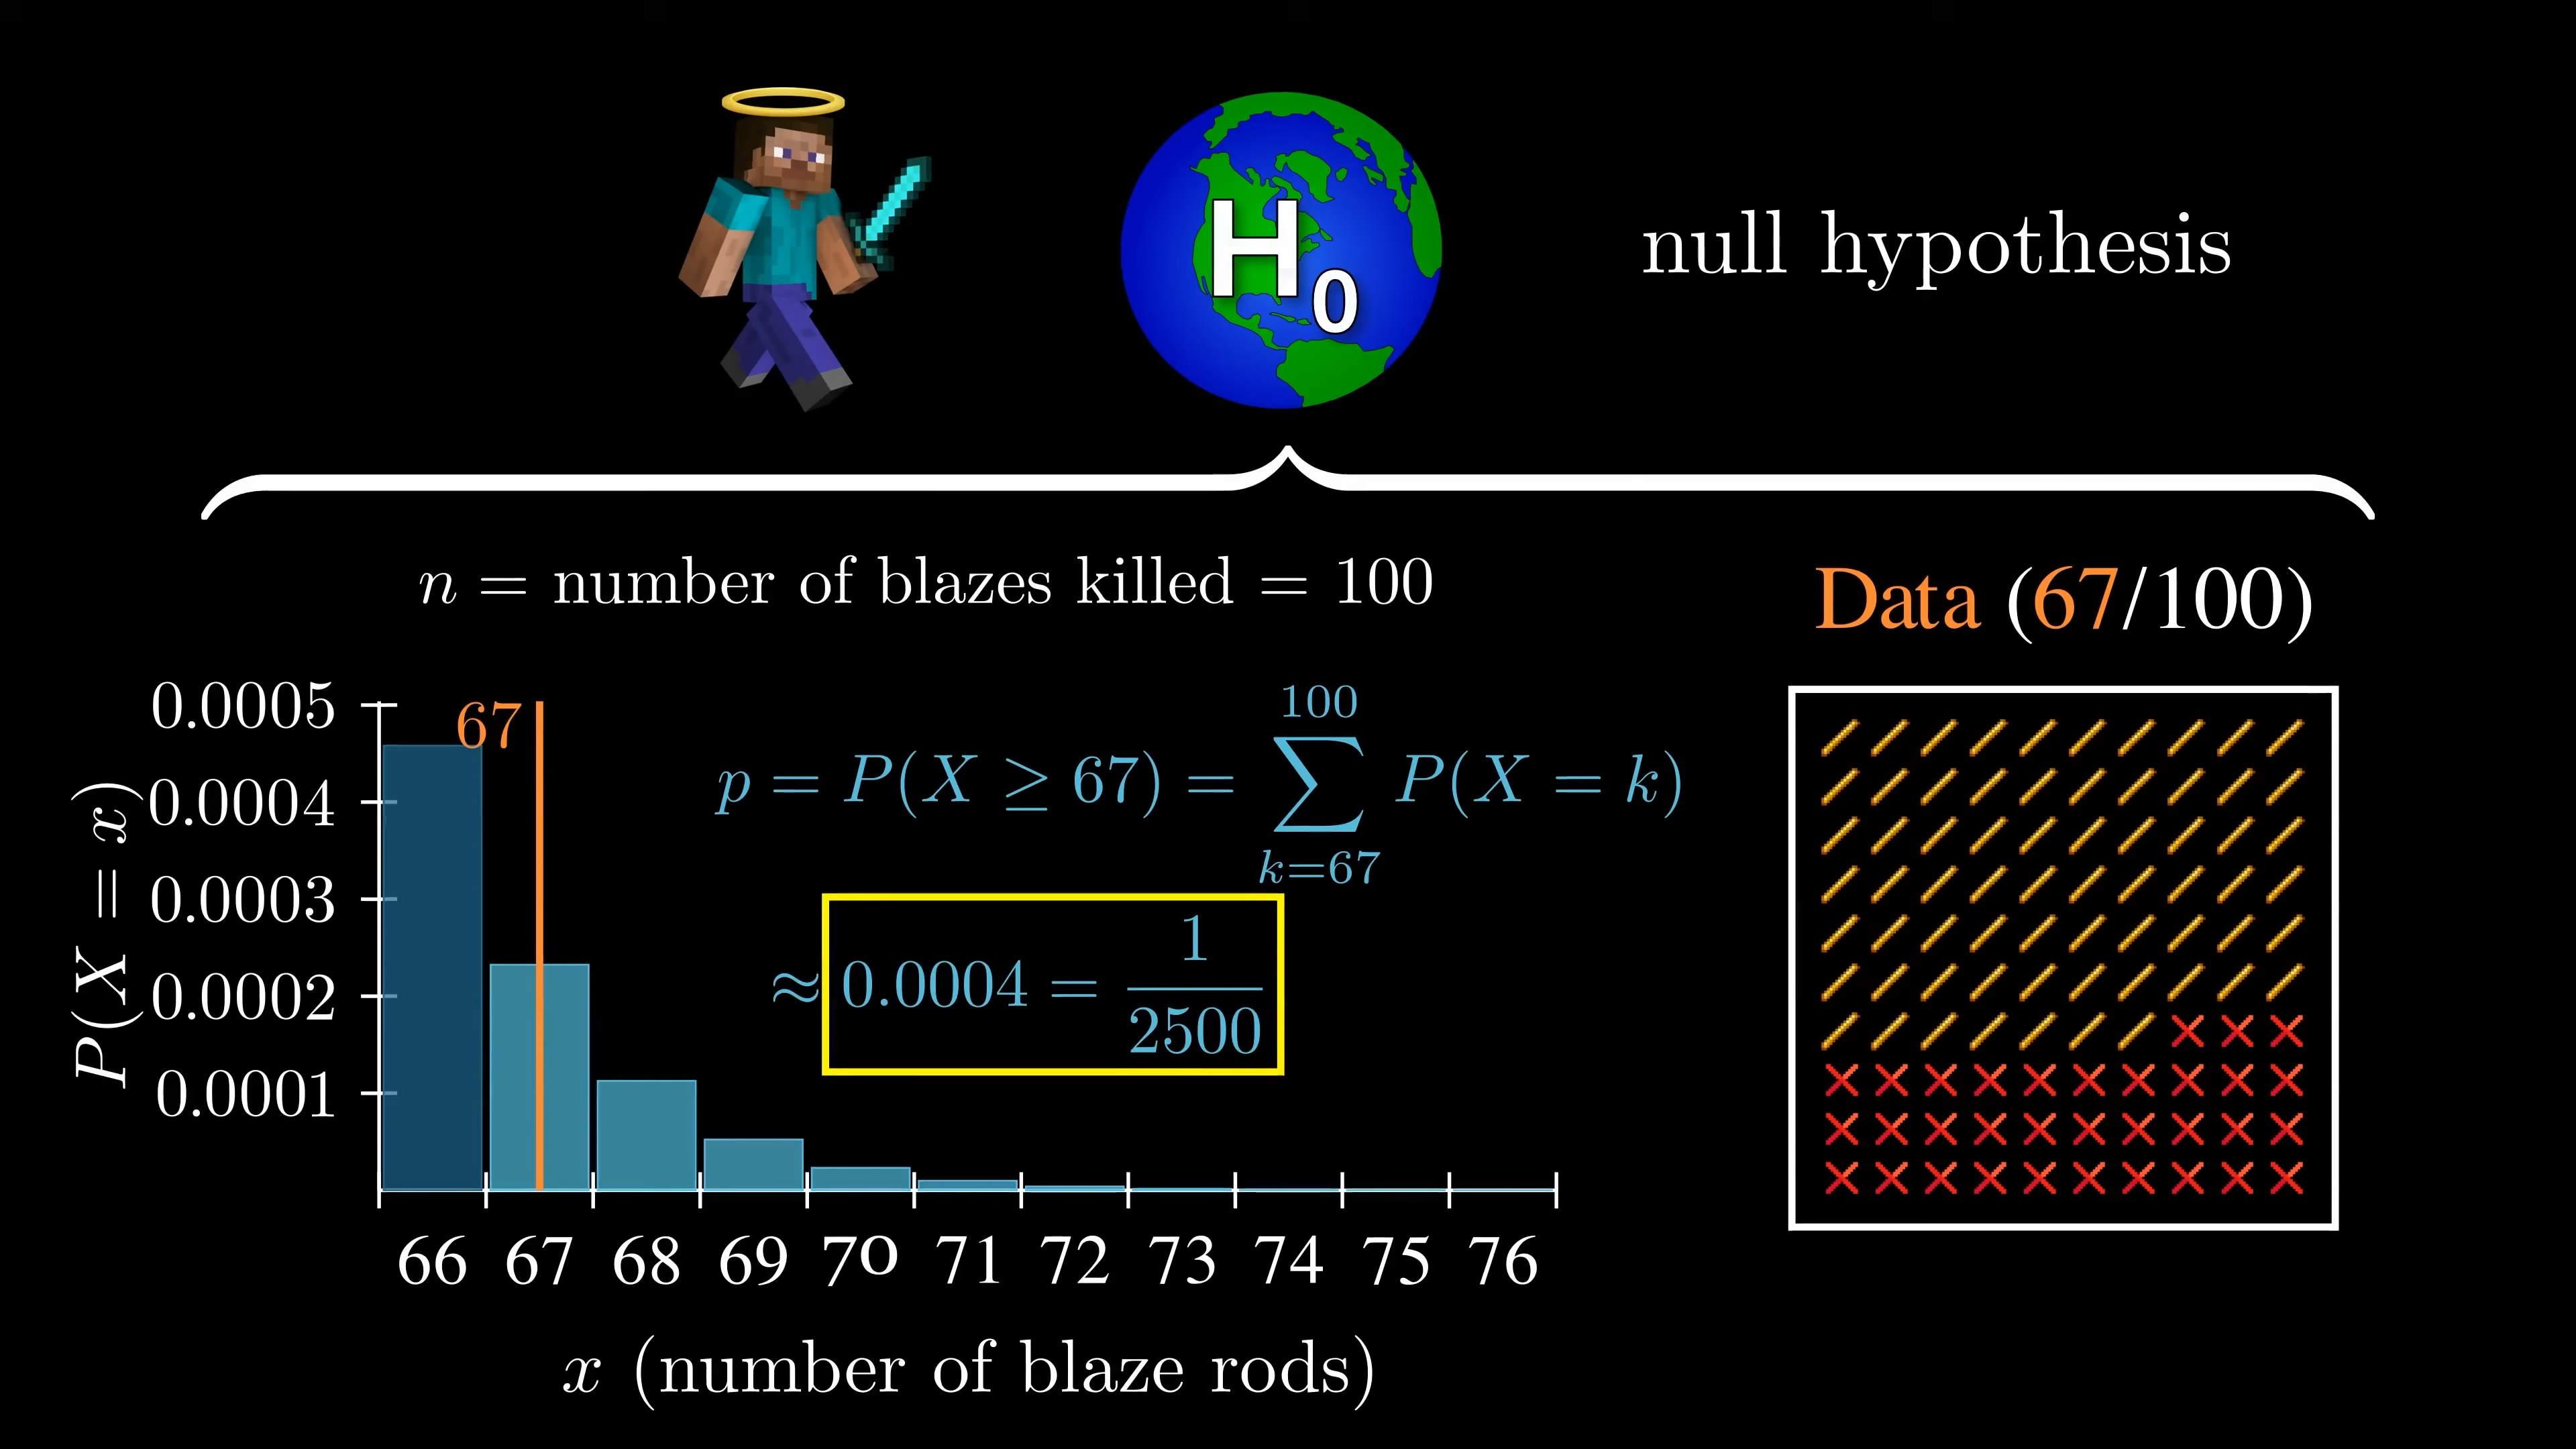 H₀
null hypothesis
n = number of blazes killed = 100
Data (67/100)
P(X = x)
0.0005
0.0004
0.0003
0.0002
0.0001
67
p = P(X ≥ 67) = \sum_{k=67}^{100} P(X = k)
≈ 0.0004 = \frac{1}{2500}
66 67 68 69 70 71 72 73 74 75 76
x (number of blaze rods)